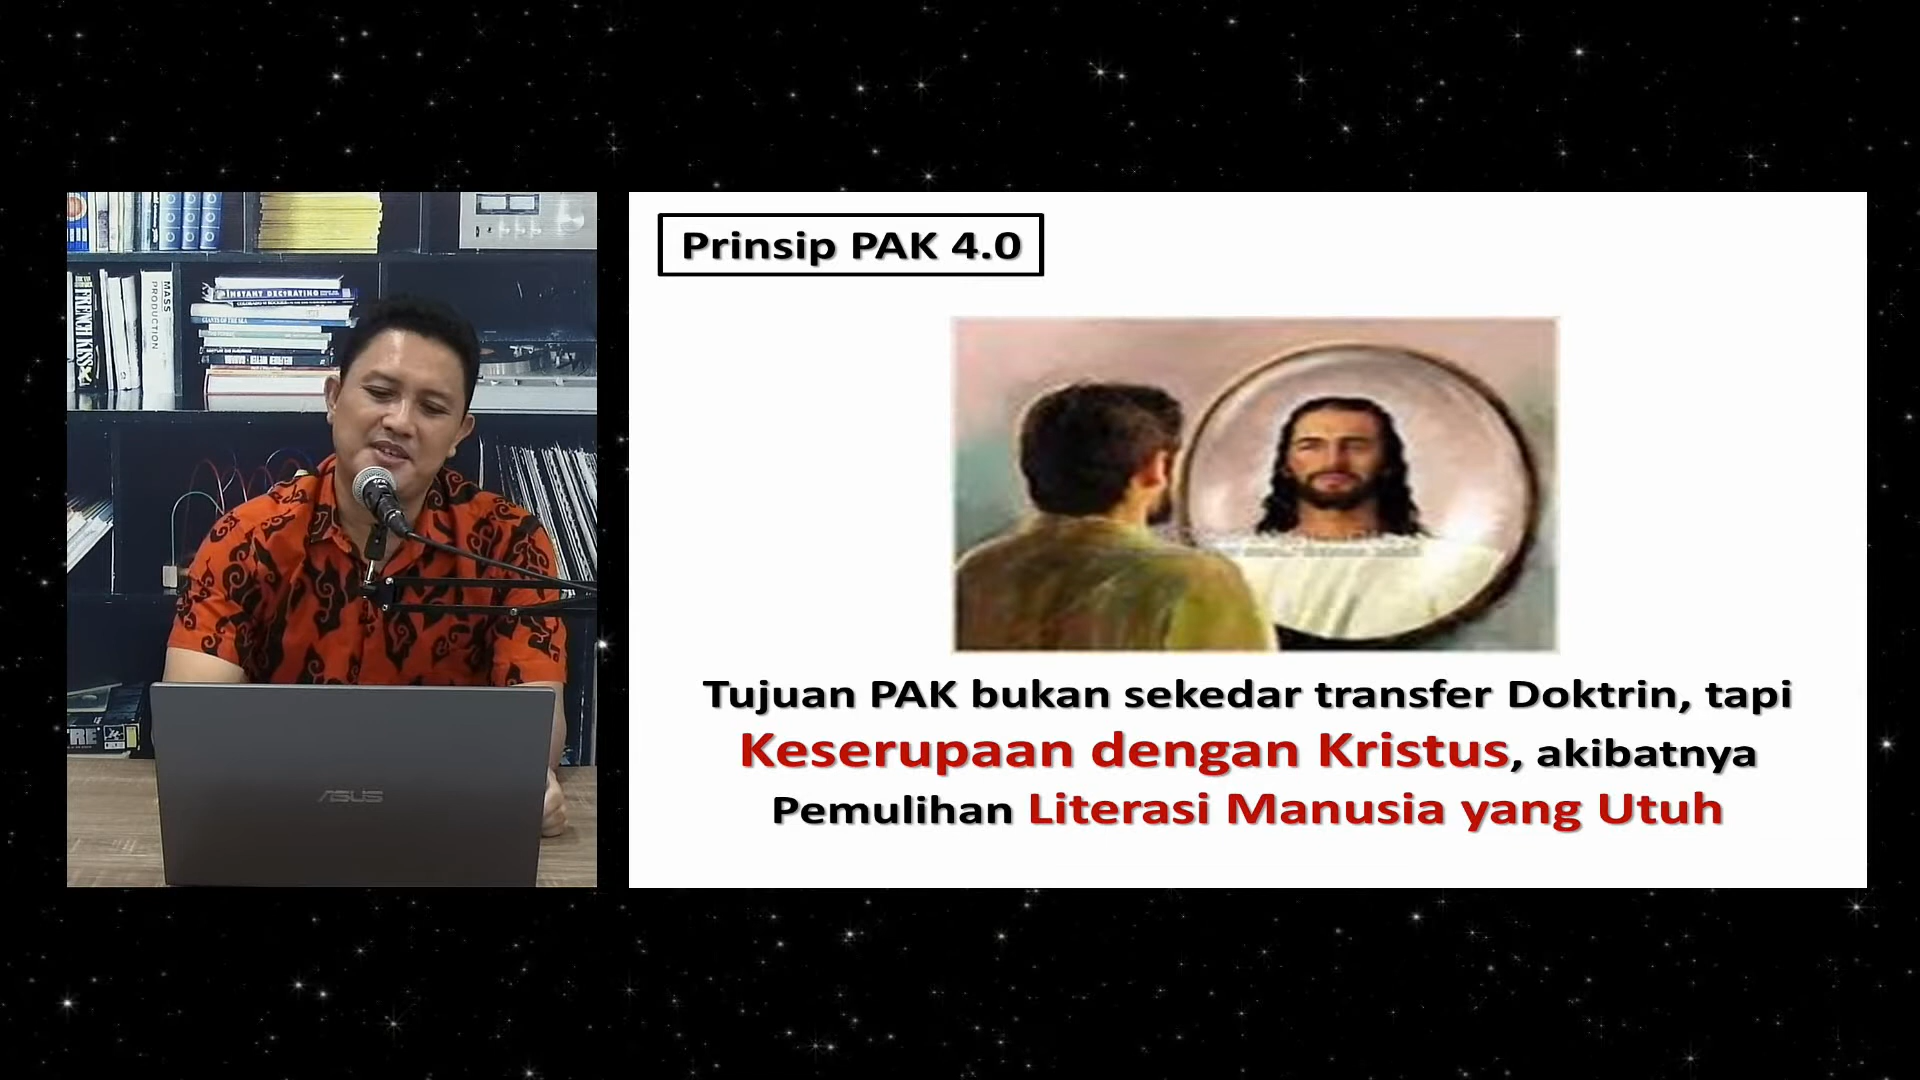 Prinsip PAK 4.0
Tujuan PAK bukan sekedar transfer Doktrin, tapi
Keserupaan dengan Kristus, akibatnya
Pemulihan Literasi Manusia yang Utuh
MASS
PRODUCTION
FRENCH KISS
INSTANT DECORATING
ASUS